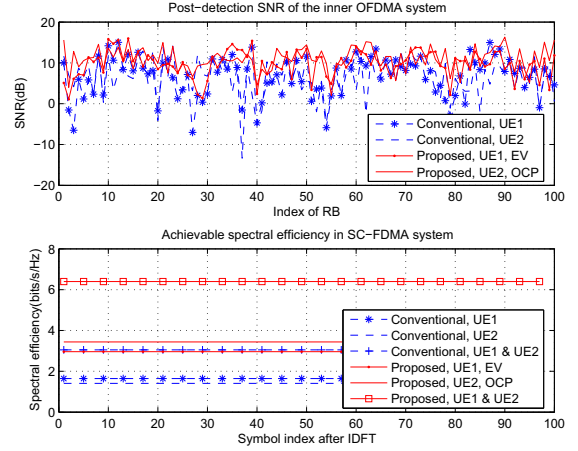 Post-detection SNR of the inner OFDMA system
20
10
0
-10
-20
SNR(dB)
Conventional, UE1
Conventional, UE2
Proposed, UE1, EV
Proposed, UE2, OCP
0 10 20 30 40 50 60 70 80 90 100
Index of RB
Achievable spectral efficiency in SC-FDMA system
8
6
4
2
0
Spectral efficiency(bits/s/Hz)
Conventional, UE1
Conventional, UE2
Conventional, UE1 & UE2
Proposed, UE1, EV
Proposed, UE2, OCP
Proposed, UE1 & UE2
0 10 20 30 40 50 60 70 80 90 100
Symbol index after IDFT